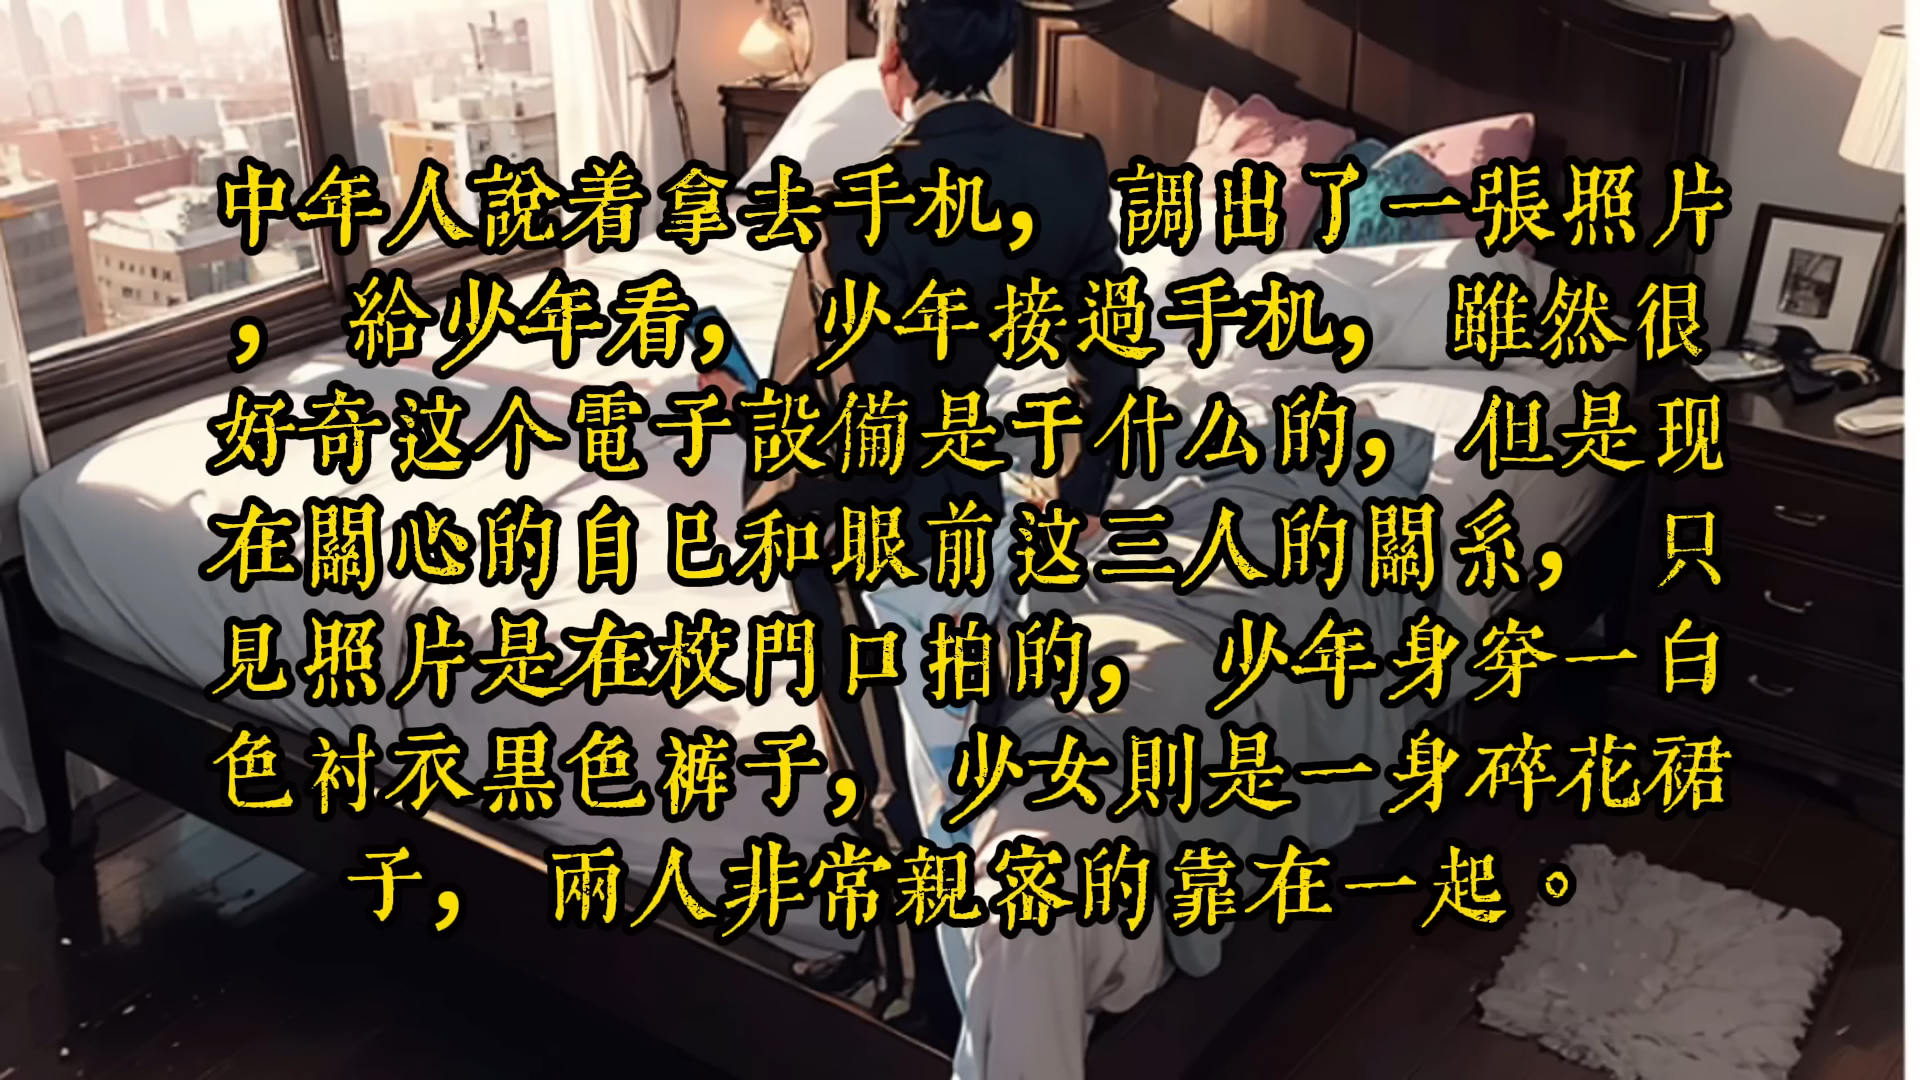 中年人說着拿去手机， 調出了一張照片
， 給少年看， 少年接過手机， 雖然很
好奇这个電子設備是干什么的， 但是现
在關心的自已和眼前这三人的關系， 只
見照片是在校門口拍的， 少年身穿一白
色衬衣黑色裤子， 少女則是一身碎花裙
子， 兩人非常親密的靠在一起。